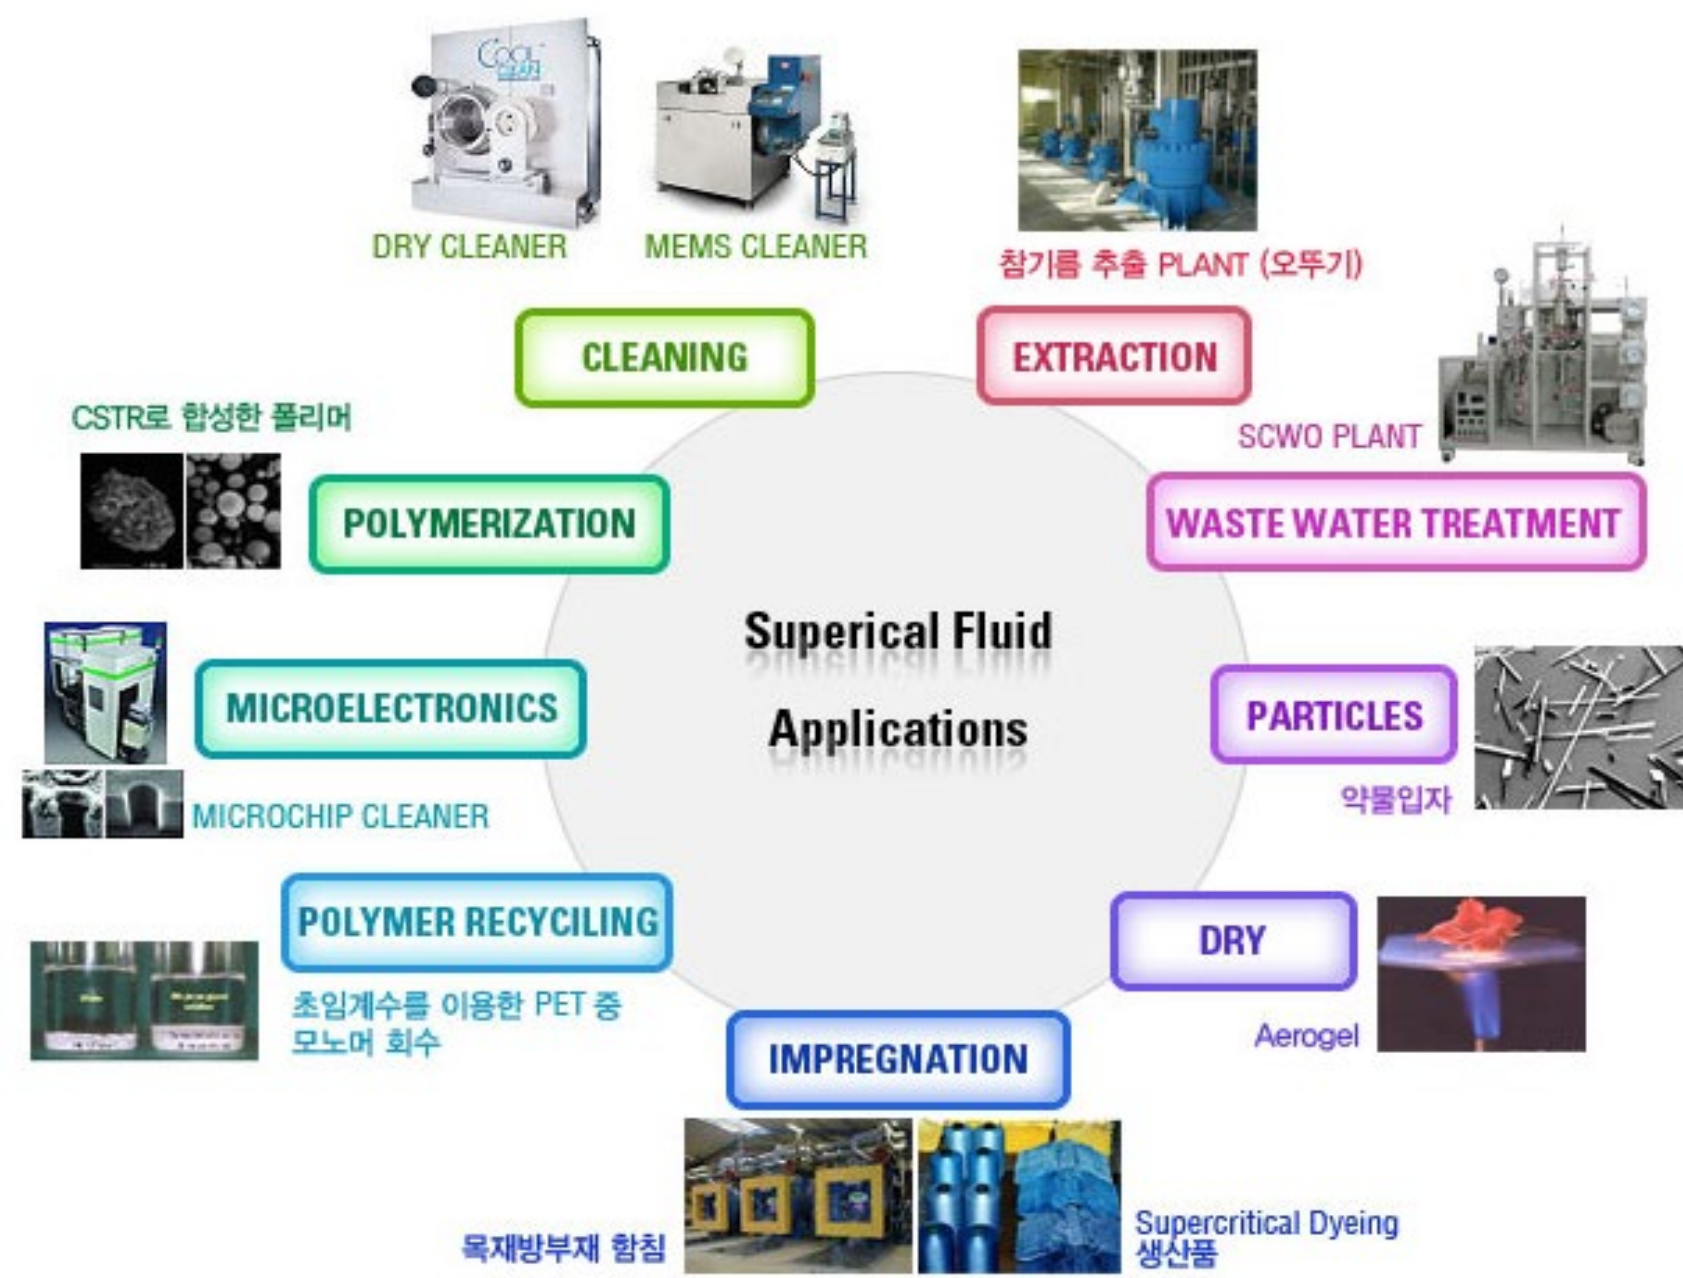 COOL CLEAN
DRY CLEANER
MEMS CLEANER
참기름 추출 PLANT (오뚜기)
CLEANING
EXTRACTION
CSTR로 합성한 폴리머
SCWO PLANT
POLYMERIZATION
WASTE WATER TREATMENT
Superical Fluid
Applications
MICROELECTRONICS
PARTICLES
MICROCHIP CLEANER
약물입자
POLYMER RECYCILING
DRY
초임계수를 이용한 PET 중
모노머 회수
Aerogel
IMPREGNATION
목재방부재 함침
Supercritical Dyeing
생산품